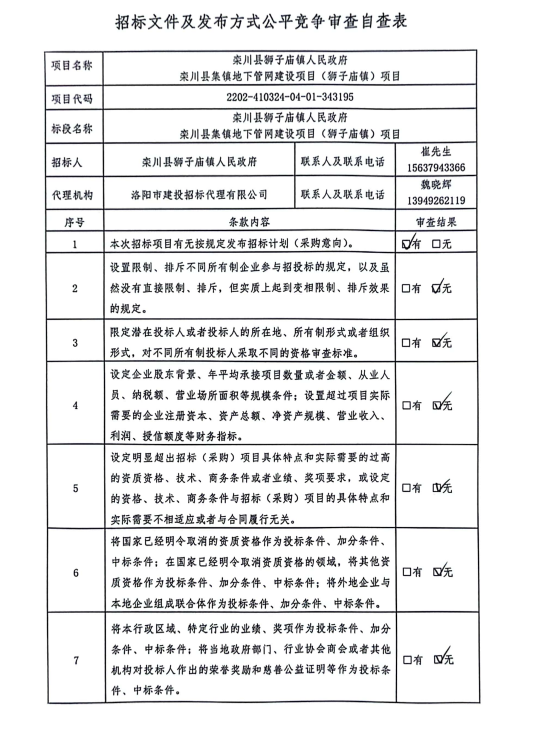 招标文件及发布方式公平竞争审查自查表
项目名称
栾川县狮子庙镇人民政府
栾川县集镇地下管网建设项目（狮子庙镇）项目
项目代码
2202-410324-04-01-343195
标段名称
栾川县狮子庙镇人民政府
栾川县集镇地下管网建设项目（狮子庙镇）项目
招标人
栾川县狮子庙镇人民政府
联系人及联系电话
崔先生
15637943366
代理机构
洛阳市建投招标代理有限公司
联系人及联系电话
魏晓辉
13949262119
序号
条款内容
审查结果
1
本次招标项目有无按规定发布招标计划（采购意向）。
☑有 □无
2
设置限制、排斥不同所有制企业参与招投标的规定，以及虽
然没有直接限制、排斥，但实质上起到变相限制、排斥效果
的规定。
□有 ☑无
3
限定潜在投标人或者投标人的所在地、所有制形式或者组织
形式，对不同所有制投标人采取不同的资格审查标准。
□有 ☑无
4
设定企业股东背景、年平均承接项目数量或者金额、从业人
员、纳税额、营业场所面积等规模条件；设置超过项目实际
需要的企业注册资本、资产总额、净资产规模、营业收入、
利润、授信额度等财务指标。
□有 ☑无
5
设定明显超出招标（采购）项目具体特点和实际需要的过高
的资质资格、技术、商务条件或者业绩、奖项要求，或设定
的资格、技术、商务条件与招标（采购）项目的具体特点和
实际需要不相适应或者与合同履行无关。
□有 ☑无
6
将国家已经明令取消的资质资格作为投标条件、加分条件、
中标条件；在国家已经明令取消资质资格的领域，将其他资
质资格作为投标条件、加分条件、中标条件；将外地企业与
本地企业组成联合体作为投标条件、加分条件、中标条件。
□有 ☑无
7
将本行政区域、特定行业的业绩、奖项作为投标条件、加分
条件、中标条件；将当地政府部门、行业协会商会或者其他
机构对投标人作出的荣誉奖励和慈善公益证明等作为投标条
件、中标条件。
□有 ☑无